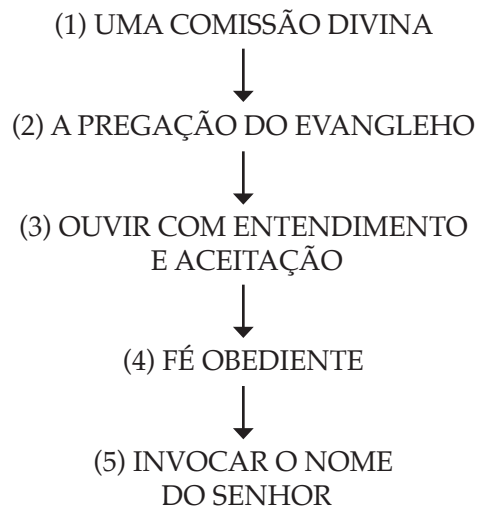 (1) UMA COMISSÃO DIVINA
(2) A PREGAÇÃO DO EVANGLEHO
(3) OUVIR COM ENTENDIMENTO
E ACEITAÇÃO
(4) FÉ OBEDIENTE
(5) INVOCAR O NOME
DO SENHOR